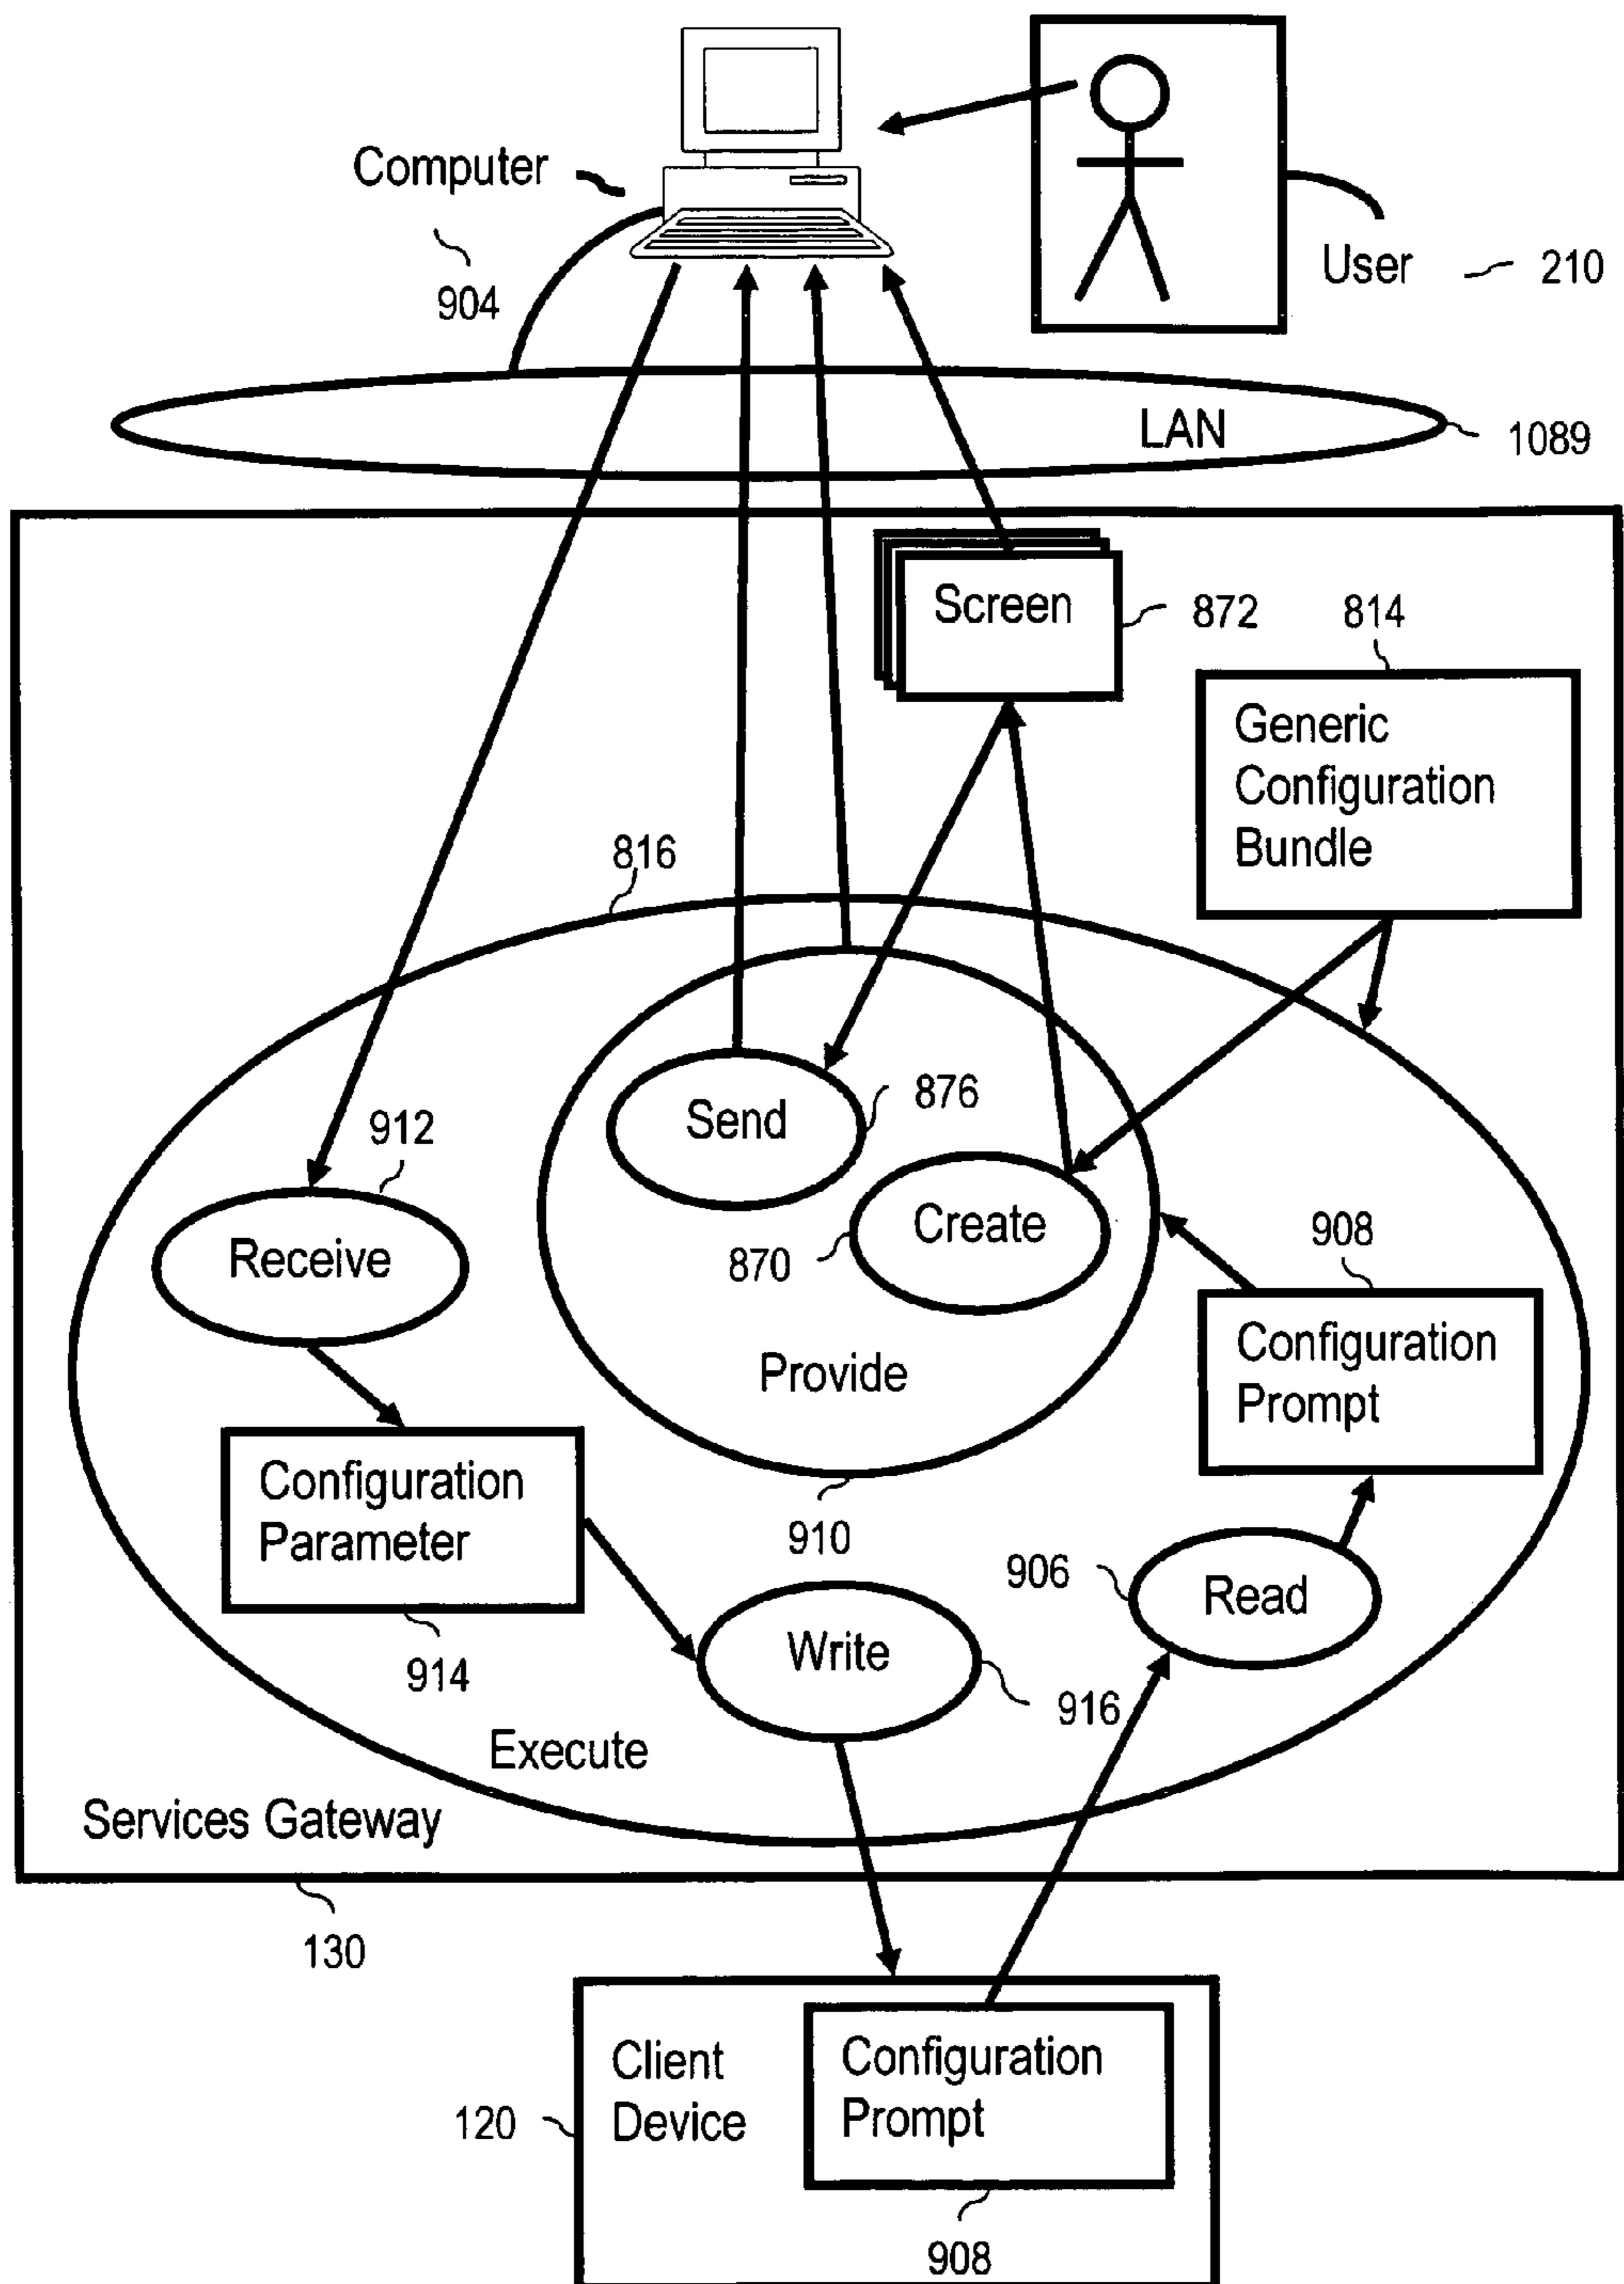 Computer
904
User
210
LAN
1089
Screen
872
814
Generic
Configuration
Bundle
816
Send
876
912
Create
870
Receive
908
Configuration
Prompt
Provide
910
Configuration
Parameter
914
906
Read
Write
916
Execute
Services Gateway
130
Client
Device
120
Configuration
Prompt
908